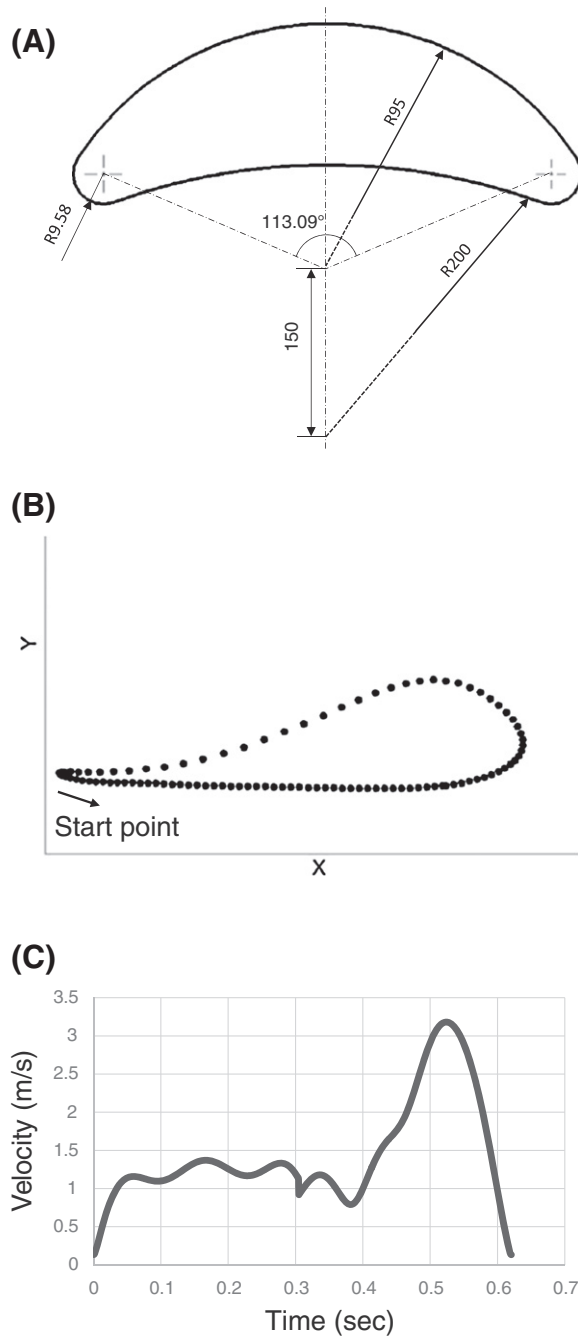 (A)
R95
R9.58
113.09°
R200
150
(B)
Y
Start point
X
(C)
Velocity (m/s)
3.5
3
2.5
2
1.5
1
0.5
0
0 0.1 0.2 0.3 0.4 0.5 0.6 0.7
Time (sec)